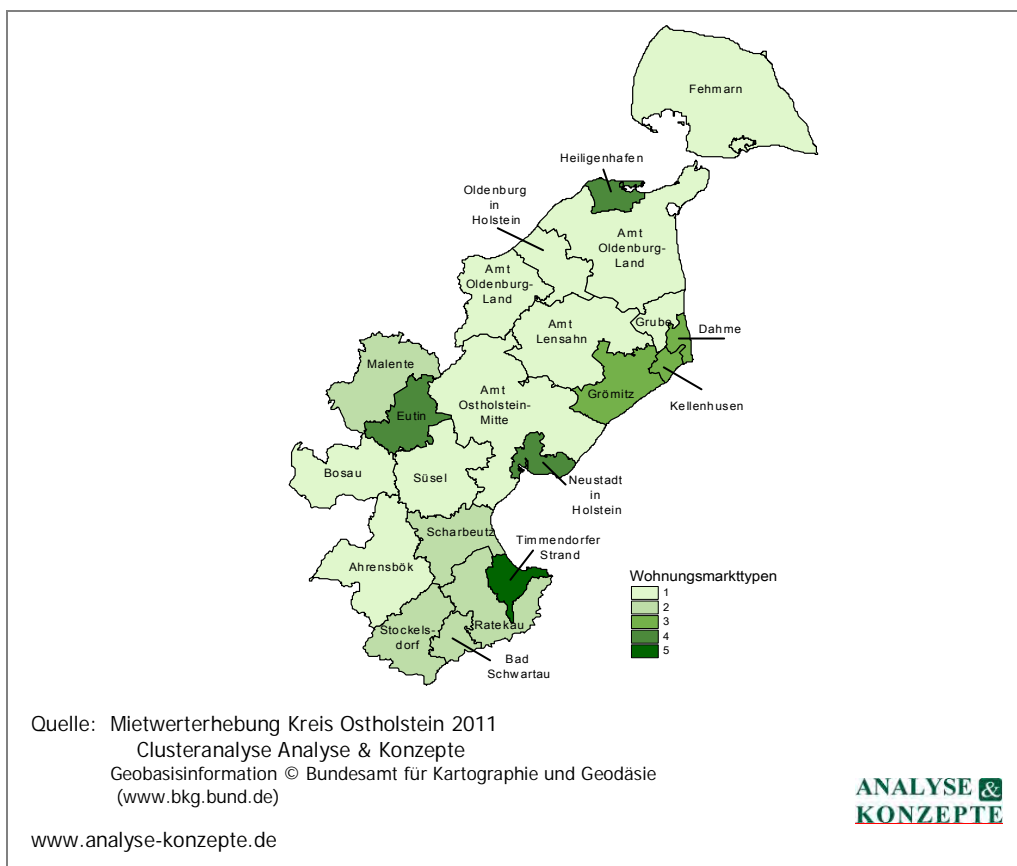 Fehmarn
Heiligenhafen
Oldenburg
in
Holstein
Amt
Oldenburg-
Land
Amt
Oldenburg-
Land
Grube
Dahme
Amt
Lensahn
Malente
Grömitz
Kellenhusen
Amt
Ostholstein-
Mitte
Eutin
Bosau
Süsel
Neustadt
in
Holstein
Scharbeutz
Timmendorfer
Strand
Ahrensbök
Stockels-
dorf
Ratekau
Bad
Schwartau
Wohnungsmarkttypen
1
2
3
4
5
Quelle: Mietwerterhebung Kreis Ostholstein 2011
Clusteranalyse Analyse & Konzepte
Geobasisinformation © Bundesamt für Kartographie und Geodäsie
(www.bkg.bund.de)
www.analyse-konzepte.de
ANALYSE &
KONZEPTE